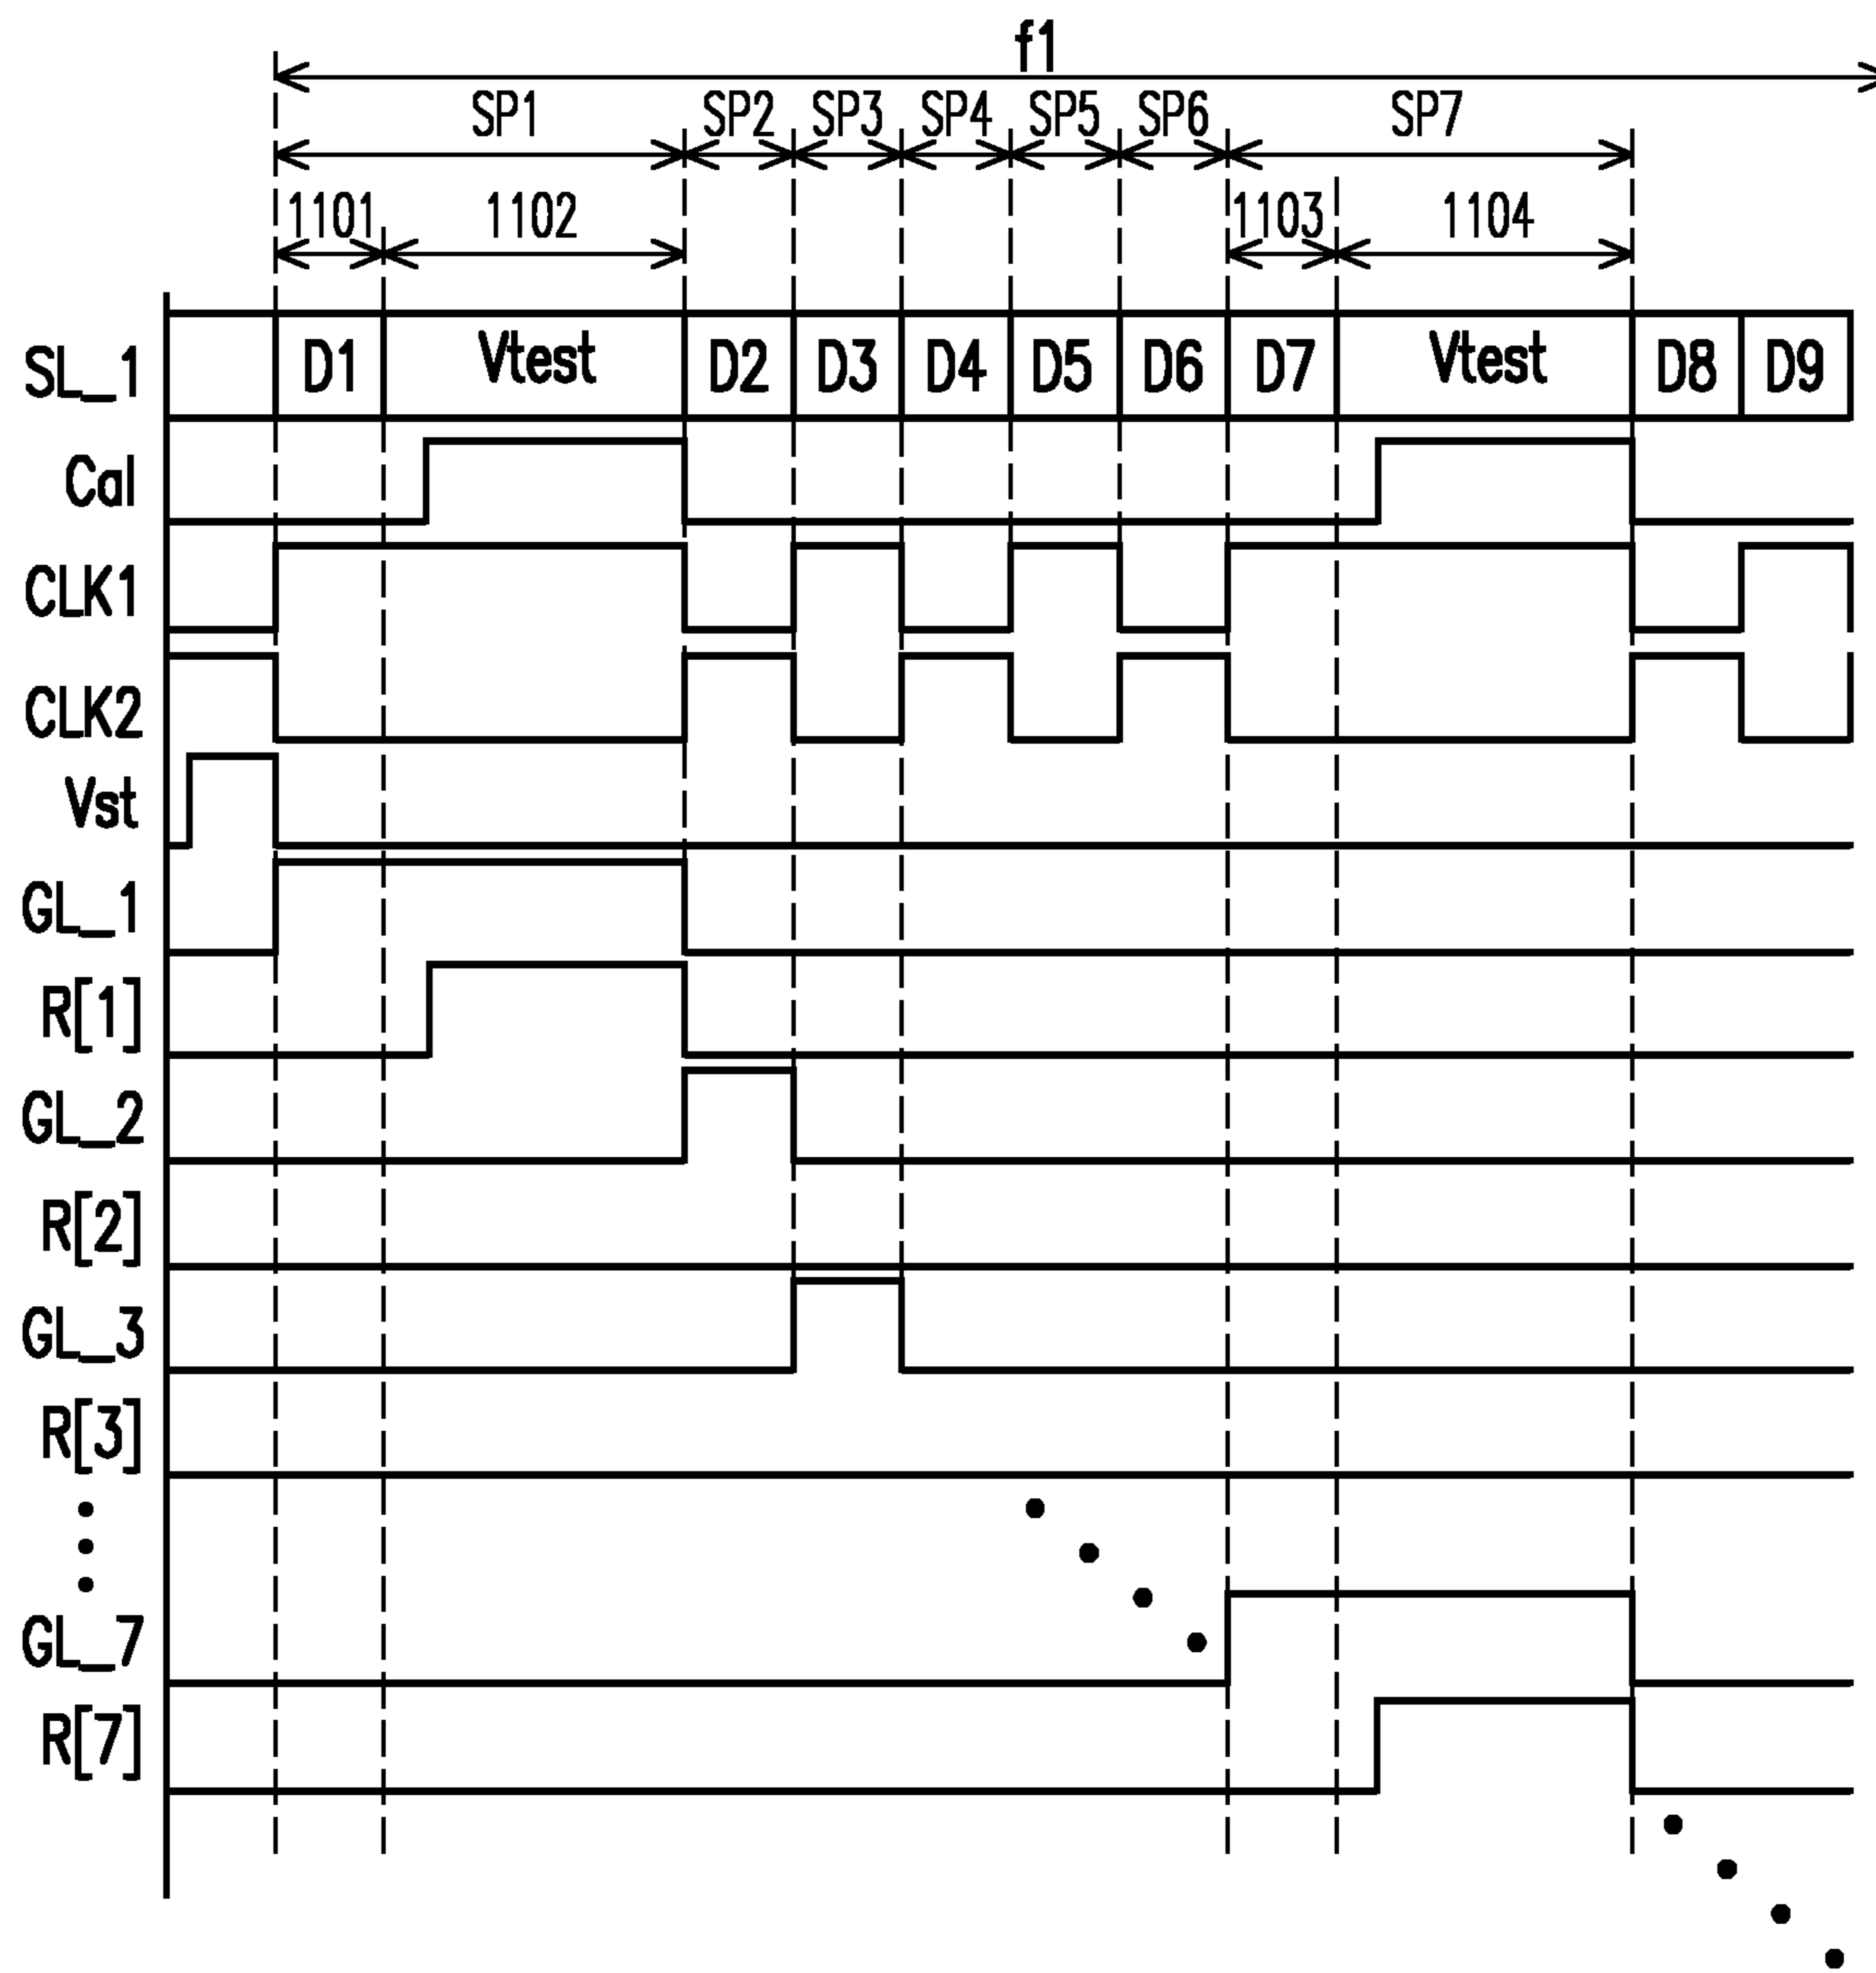 f1
SP1 SP2 SP3 SP4 SP5 SP6 SP7
1101 1102 1103 1104
SL_1 D1 Vtest D2 D3 D4 D5 D6 D7 Vtest D8 D9
Cal
CLK1
CLK2
Vst
GL_1
R[1]
GL_2
R[2]
GL_3
R[3]
GL_7
R[7]